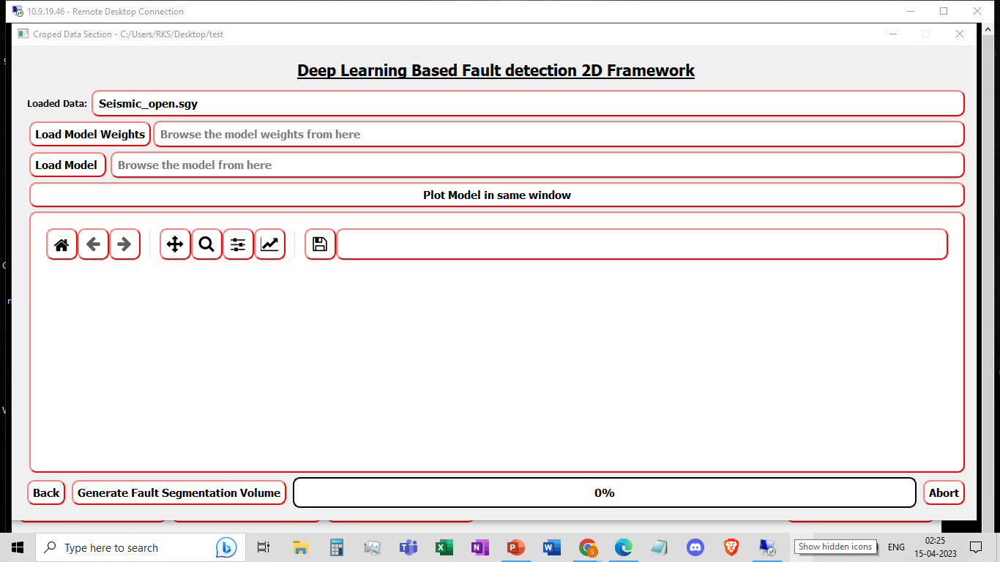 10.9.19.46 - Remote Desktop Connection
Croped Data Section - C:/Users/RKS/Desktop/test
Deep Learning Based Fault detection 2D Framework
Loaded Data: Seismic_open.sgy
Load Model Weights Browse the model weights from here
Load Model Browse the model from here
Plot Model in same window
Back Generate Fault Segmentation Volume 0% Abort
Type here to search
Show hidden icons ENG 02:25
15-04-2023